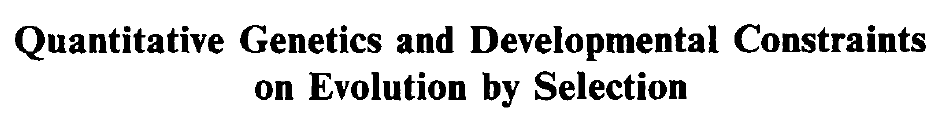 Quantitative Genetics and Developmental Constraints
on Evolution by Selection